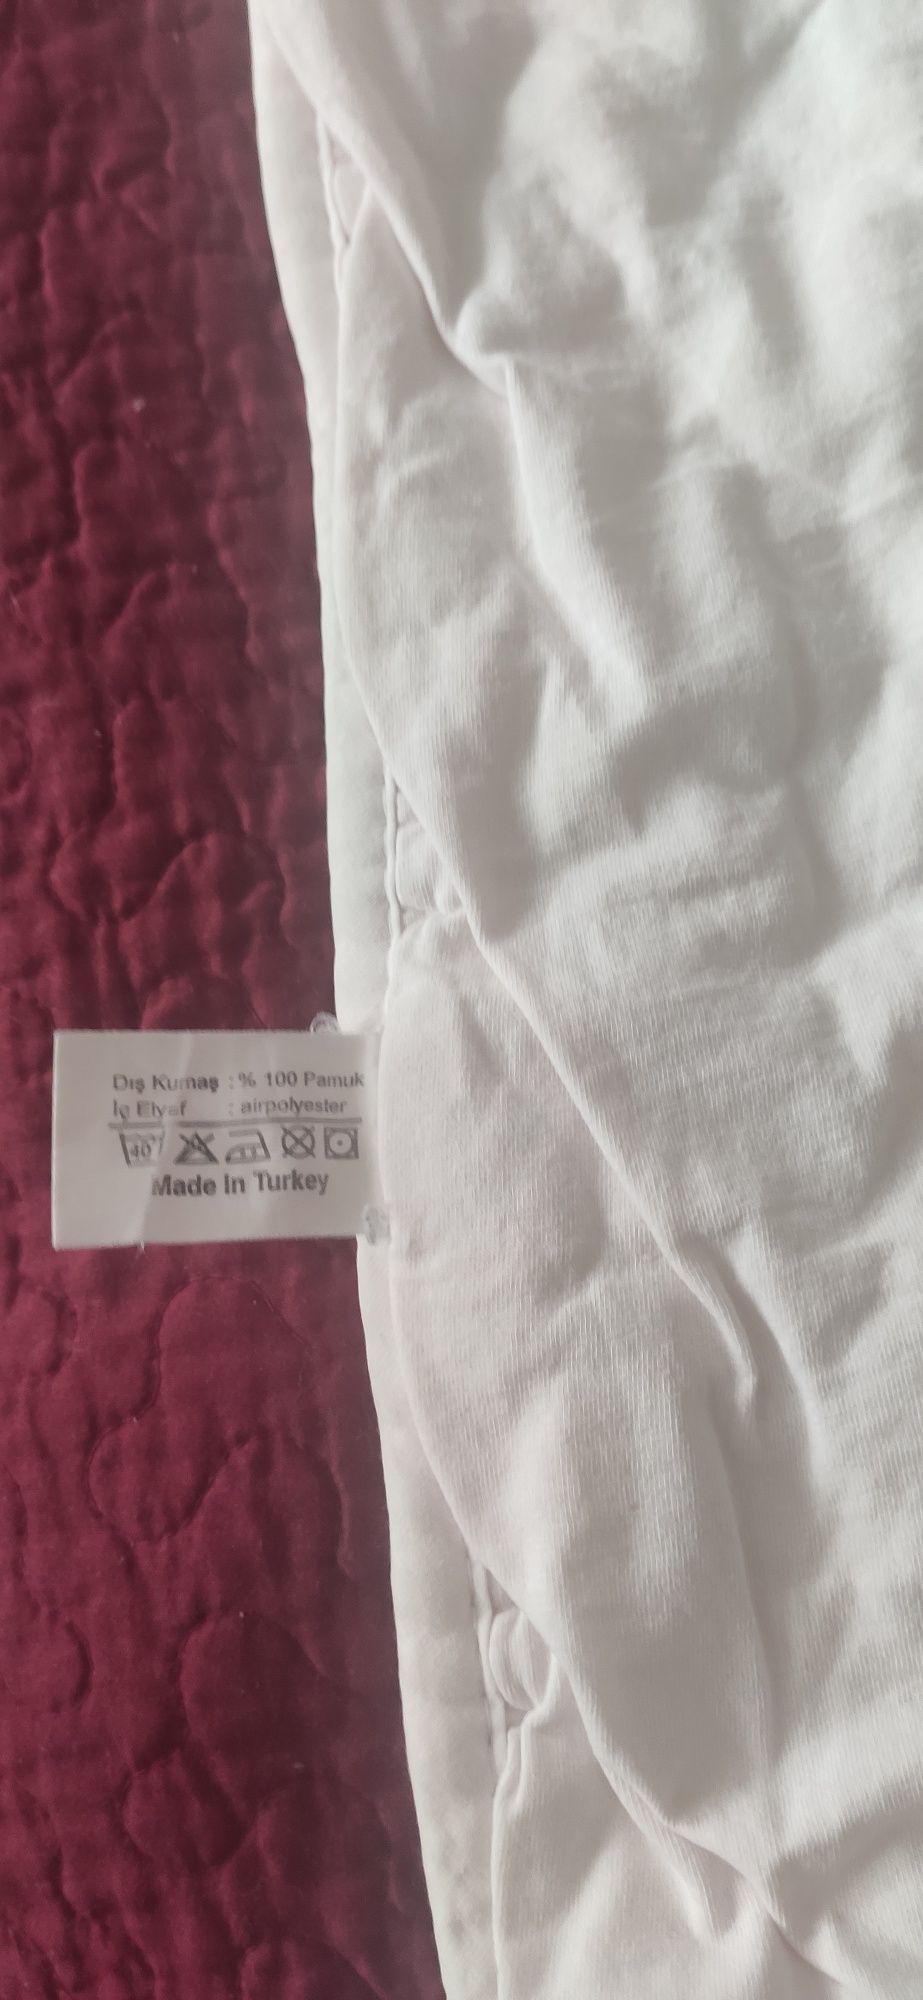 Dış Kumaş : % 100 Pamuk
İç Elyaf : airpolyester
40°
Made In Turkey